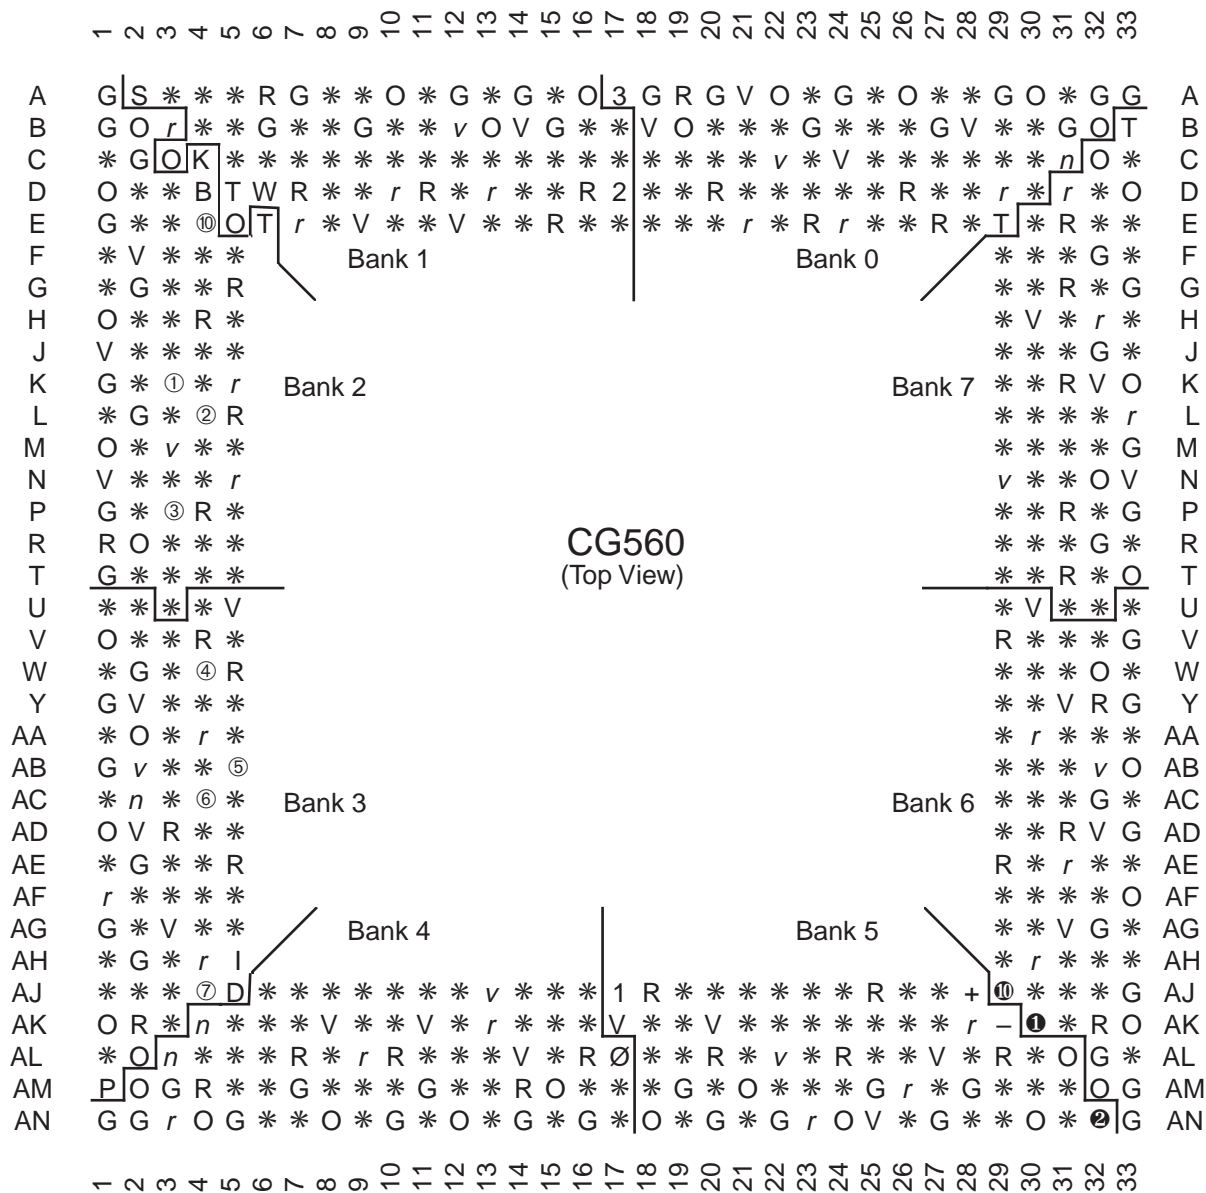 1 2 3 4 5 6 7 8 9 10 11 12 13 14 15 16 17 18 19 20 21 22 23 24 25 26 27 28 29 30 31 32 33
A G S * * * R G * * O * G * G * O 3 G R G V O * G * O * * G O * G G A
B G O r * * G * * G * * v O V G * * V O * * * G * * * G V * * G O T B
C * G O K * * * * * * * * * * * * * * * * * v * V * * * * * * n O * C
D O * * B T W R * * r R * r * * R 2 * * R * * * * * R * * r * r * O D
E G * * ⑩ O T r * V * * V * * R * * * * * r * R r * * R * T * R * * E
F * V * * * Bank 1 Bank 0 * * * G * F
G * G * * R * * R * G G
H O * * R * * V * r * H
J V * * * * * * * G * J
K G * ① * r Bank 2 Bank 7 * * R V O K
L * G * ② R * * * * r L
M O * v * * * * * * G M
N V * * * r v * * O V N
P G * ③ R * * * R * G P
R R O * * * CG560 * * * G * R
T G * * * * (Top View) * * R * O T
U * * * * V * V * * * U
V O * * R * R * * * G V
W * G * ④ R * * * O * W
Y G V * * * * * V R G Y
AA * O * r * * r * * * AA
AB G v * * ⑤ * * * v O AB
AC * n * ⑥ * Bank 3 Bank 6 * * * G * AC
AD O V R * * * * R V G AD
AE * G * * R R * r * * AE
AF r * * * * * * * * O AF
AG G * V * * Bank 4 Bank 5 * * V G * AG
AH * G * r I * r * * * AH
AJ * * * ⑦ D * * * * * * * v * * * 1 R * * * * * * R * * + ❿ * * * G AJ
AK O R * n * * * V * * V * r * * * V * * V * * * * * * * r – ❶ * R O AK
AL * O n * * * R * r R * * * V * R Ø * * R * v * R * * V * R * O G * AL
AM P O G R * * G * * * G * * R O * * * G * O * * * G r * G * * * O G AM
AN G G r O G * * O * G * O * G * G * O * G * G r O V * G * * O * ❷ G AN
1 2 3 4 5 6 7 8 9 10 11 12 13 14 15 16 17 18 19 20 21 22 23 24 25 26 27 28 29 30 31 32 33